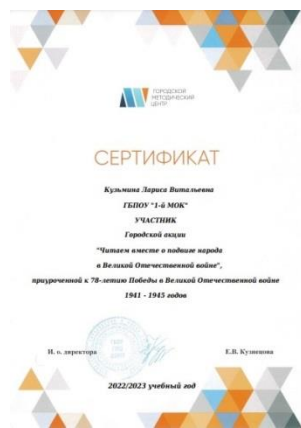 ГОРОДСКОЙ
МЕТОДИЧЕСКИЙ
ЦЕНТР
СЕРТИФИКАТ
Кузьмина Лариса Витальевна
ГБПОУ "1-й МОК"
УЧАСТНИК
Городской акции
"Читаем вместе о подвиге народа
в Великой Отечественной войне",
приуроченной к 78-летию Победы в Великой Отечественной войне
1941 - 1945 годов
И. о. директора Е.В. Кузнецова
2022/2023 учебный год